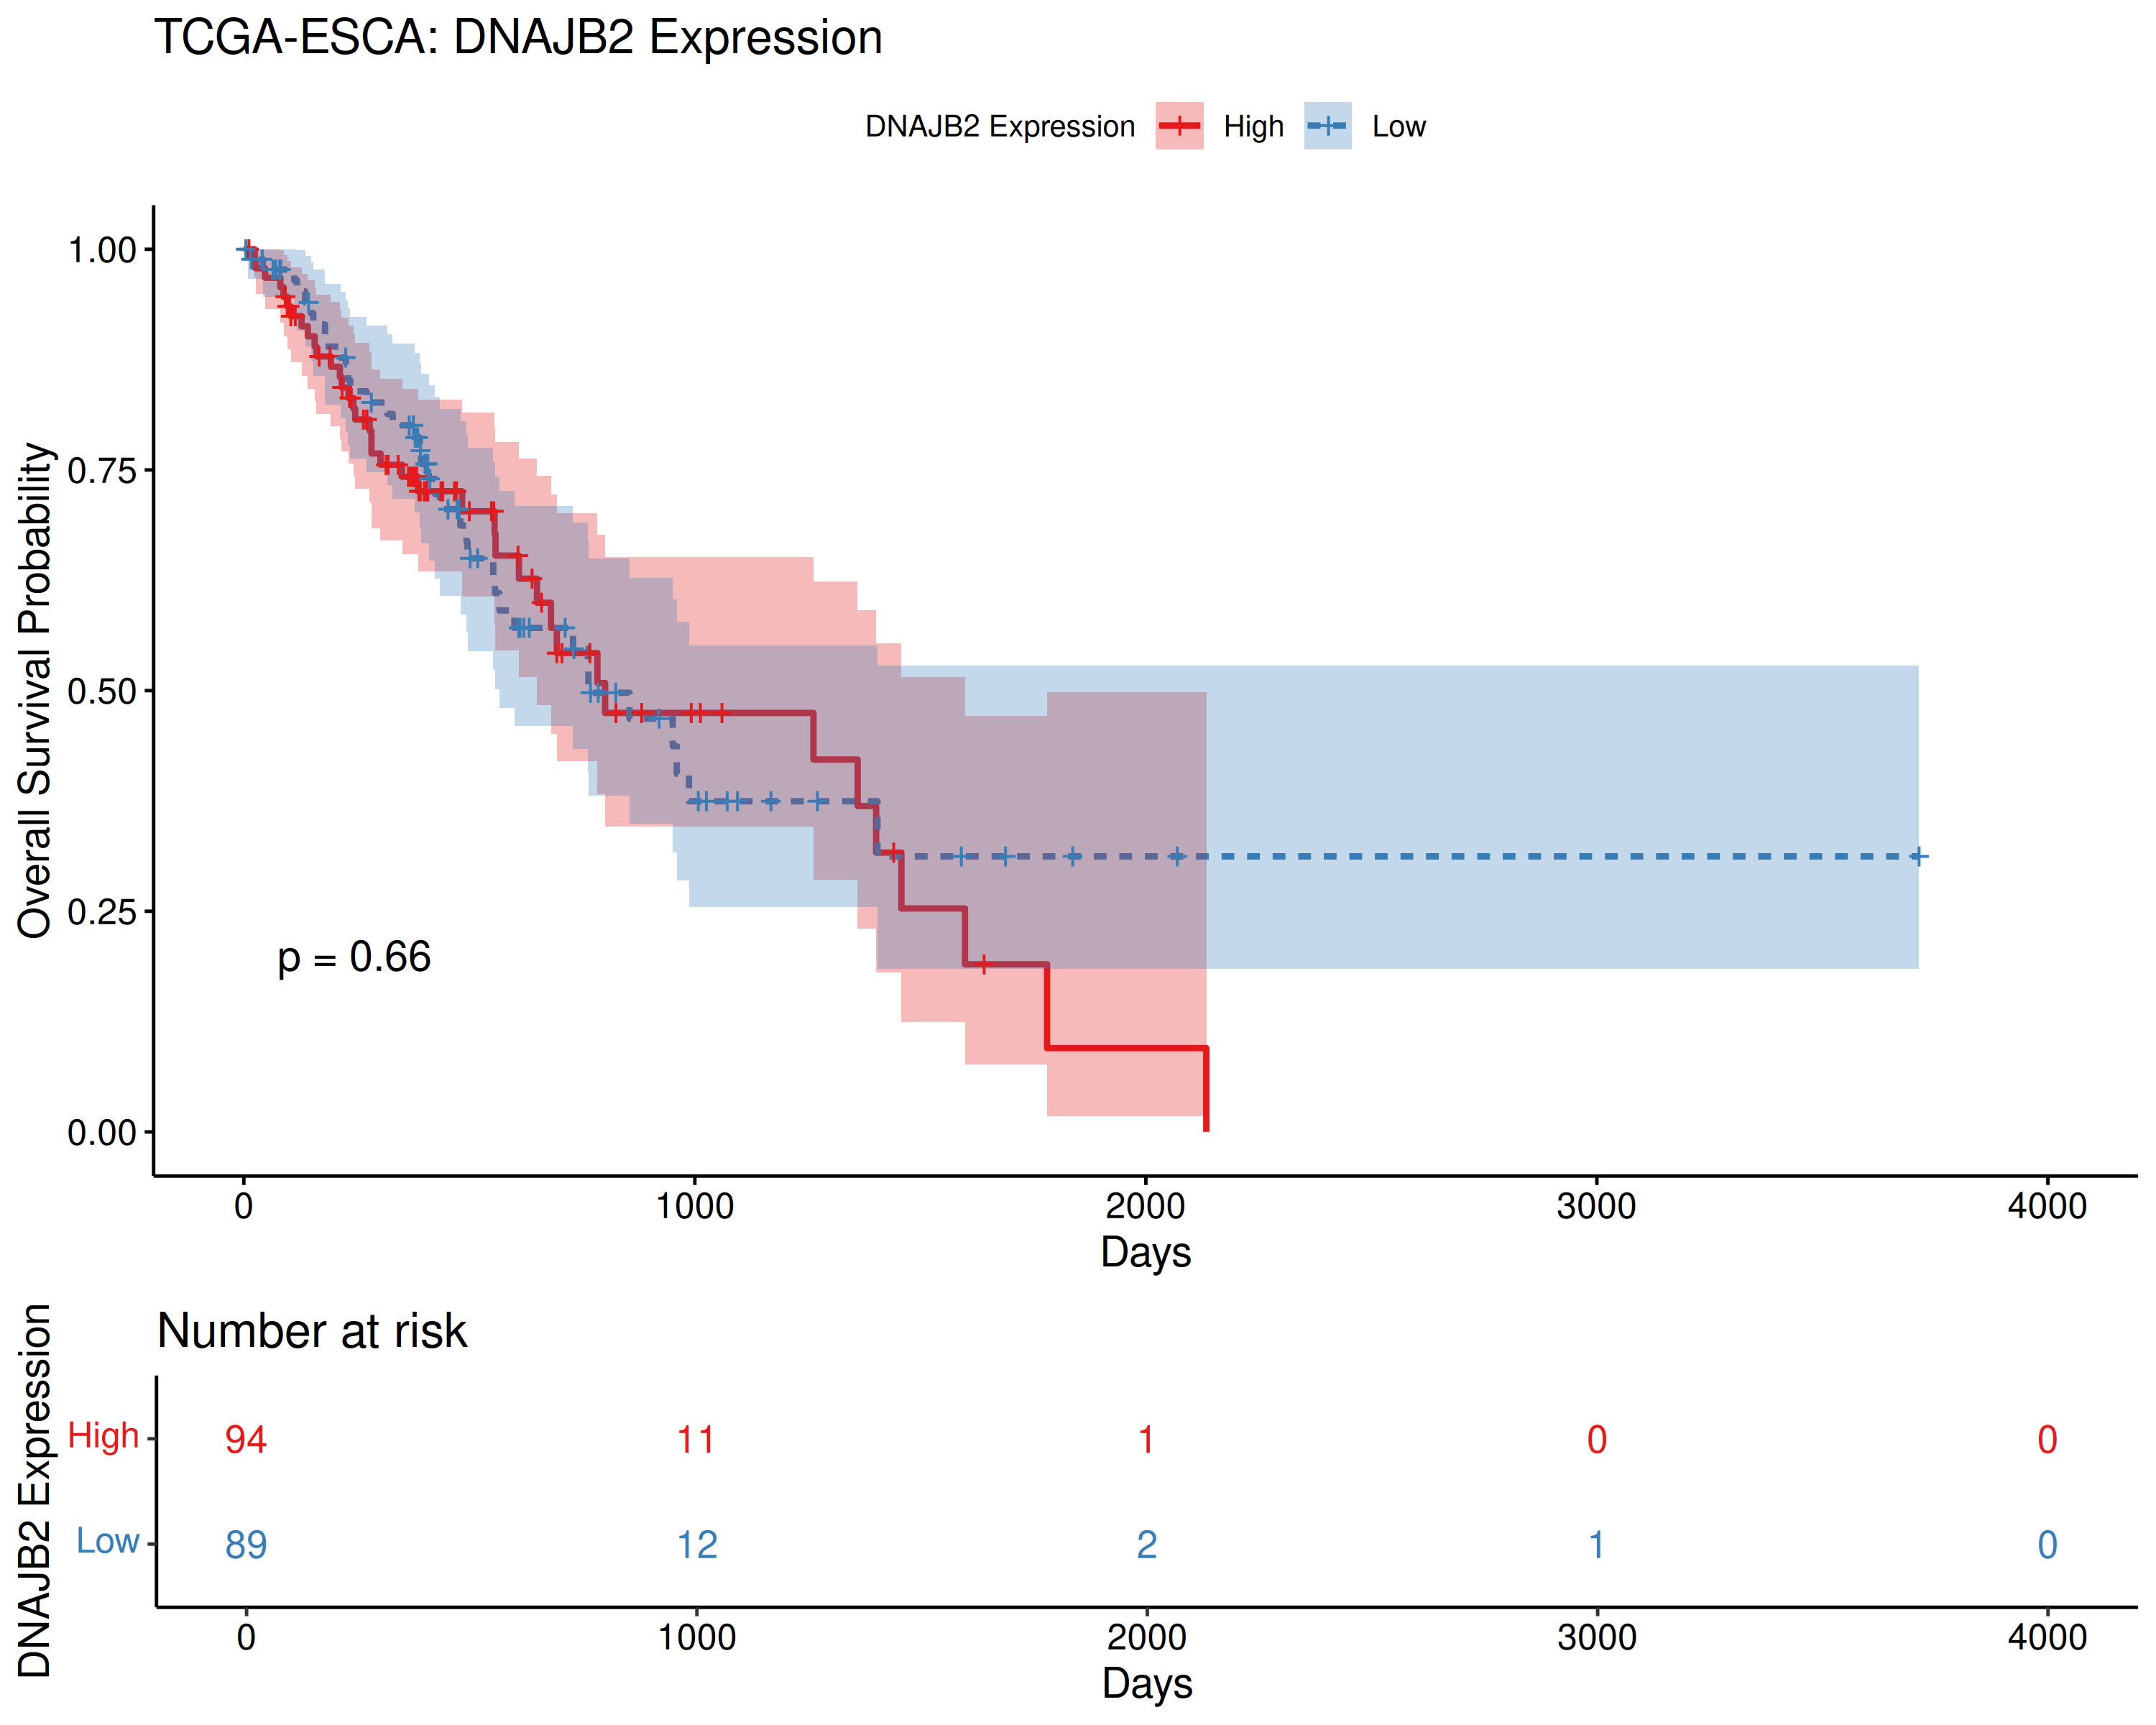 TCGA-ESCA: DNAJB2 Expression
DNAJB2 Expression High Low
Overall Survival Probability
1.00
0.75
0.50
0.25
0.00
p = 0.66
0 1000 2000 3000 4000
Days
Number at risk
DNAJB2 Expression
High 94 11 1 0 0
Low 89 12 2 1 0
0 1000 2000 3000 4000
Days